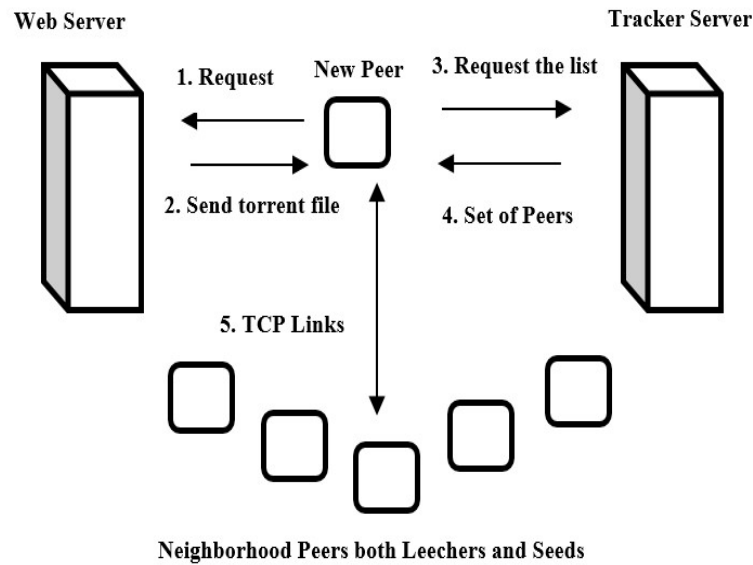 Web Server
Tracker Server
1. Request
New Peer
3. Request the list
2. Send torrent file
4. Set of Peers
5. TCP Links
Neighborhood Peers both Leechers and Seeds